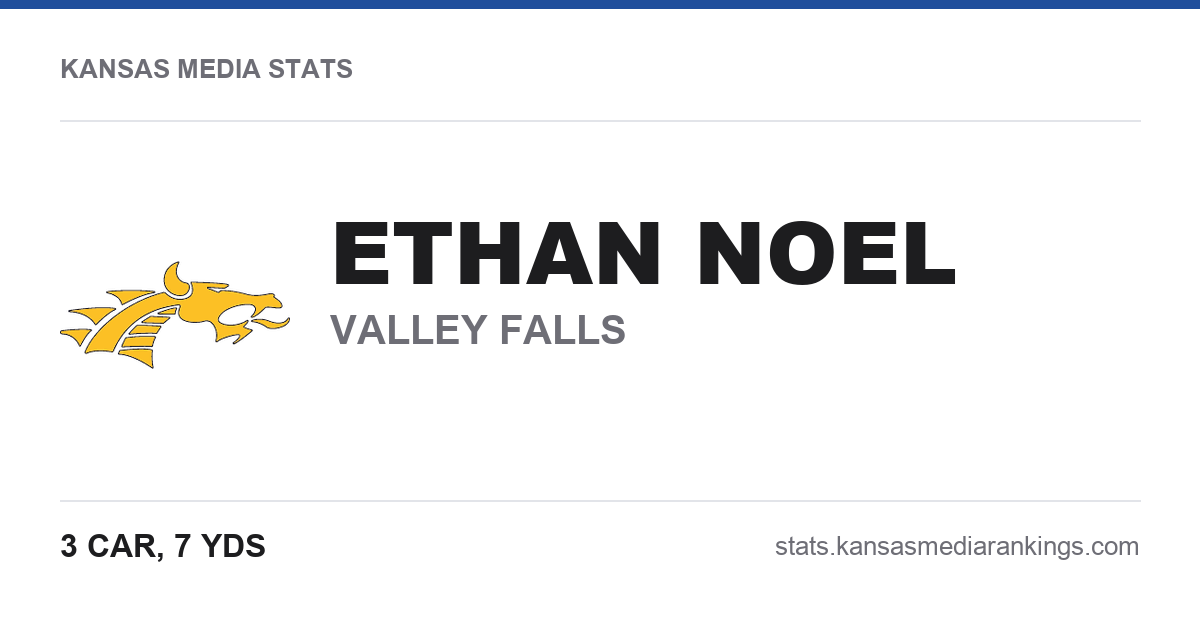 KANSAS MEDIA STATS
ETHAN NOEL
VALLEY FALLS
3 CAR, 7 YDS
stats.kansasmediarankings.com